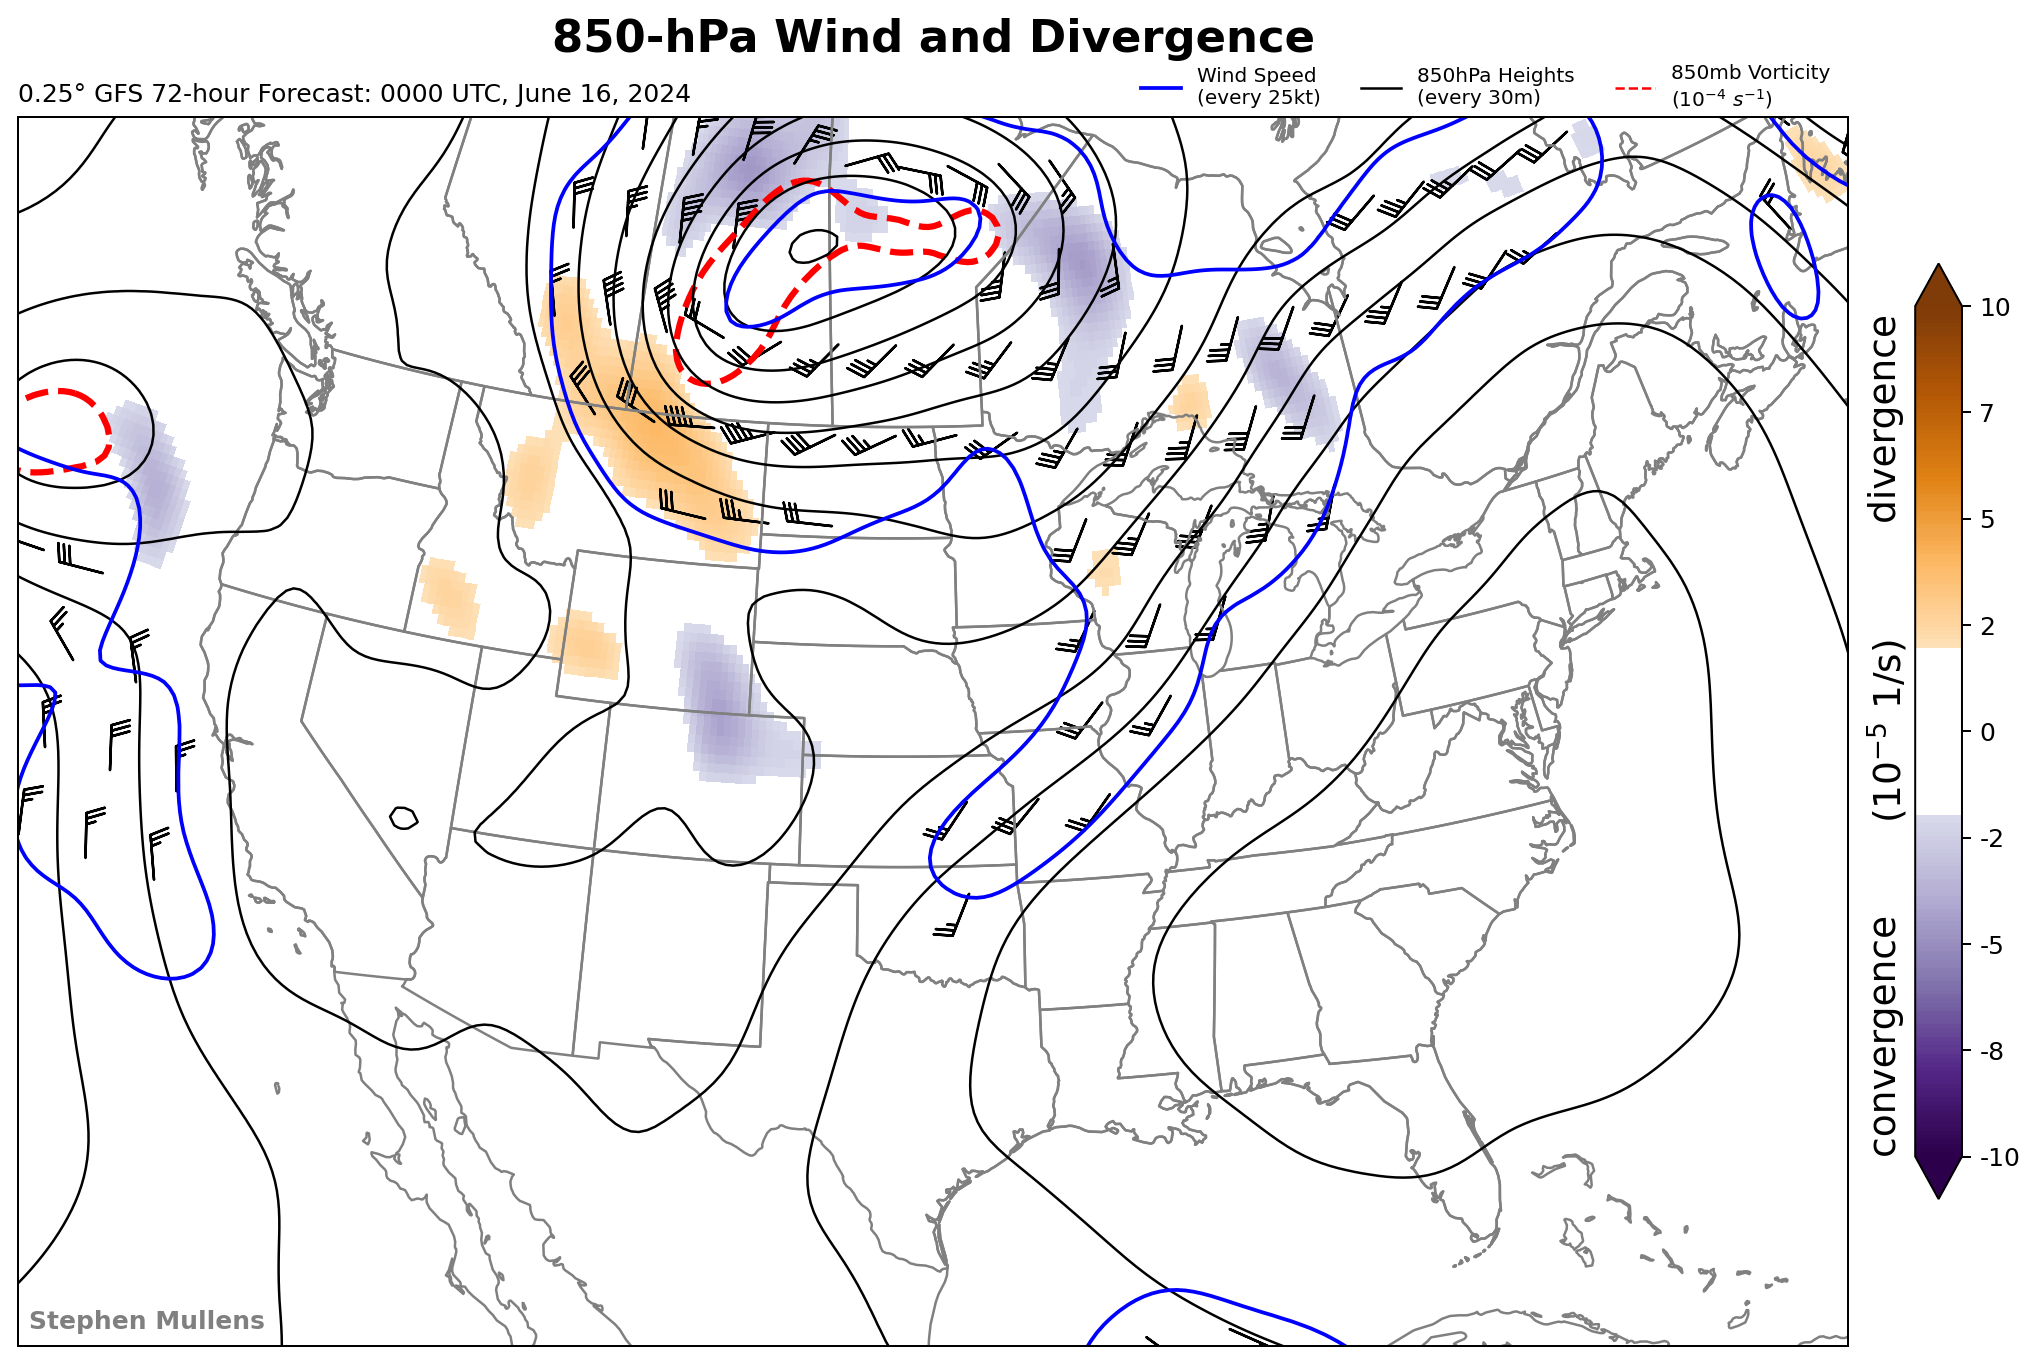 850-hPa Wind and Divergence
0.25° GFS 72-hour Forecast: 0000 UTC, June 16, 2024
Wind Speed
(every 25kt)
850hPa Heights
(every 30m)
850mb Vorticity
(10⁻⁴ s⁻¹)
10
7
5
2
0
-2
-5
-8
-10
convergence (10⁻⁵ 1/s) divergence
Stephen Mullens